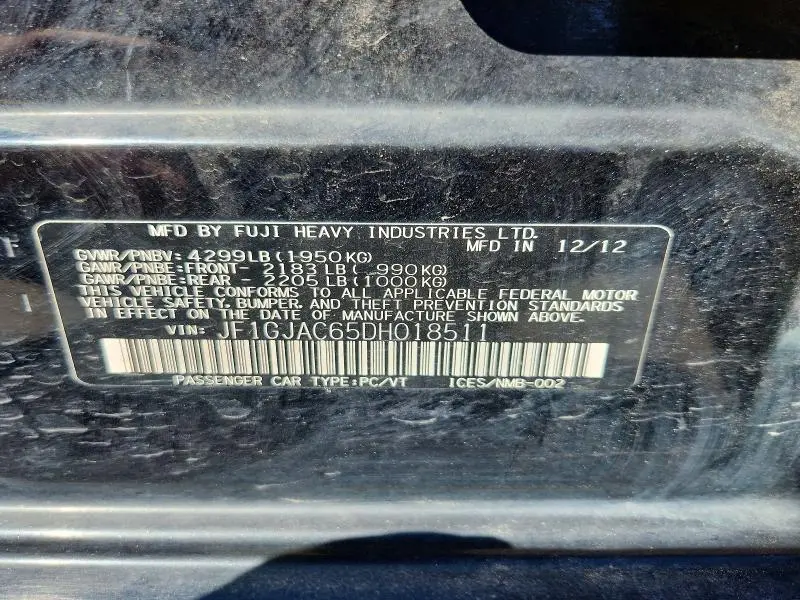 MFD BY FUJI HEAVY INDUSTRIES LTD.
MFD IN 12/12
GVWR/PNBV: 4299LB(1950KG)
GAWR/PNBE:FRONT- 2183LB( 990KG)
GAWR/PNBE:REAR - 2205LB(1000KG)
THIS VEHICLE CONFORMS TO ALL APPLICABLE FEDERAL MOTOR
VEHICLE SAFETY, BUMPER, AND THEFT PREVENTION STANDARDS
IN EFFECT ON THE DATE OF MANUFACTURE SHOWN ABOVE.
VIN: JF1GJAC65DH018511
PASSENGER CAR TYPE:PC/VT ICES/NMB-002